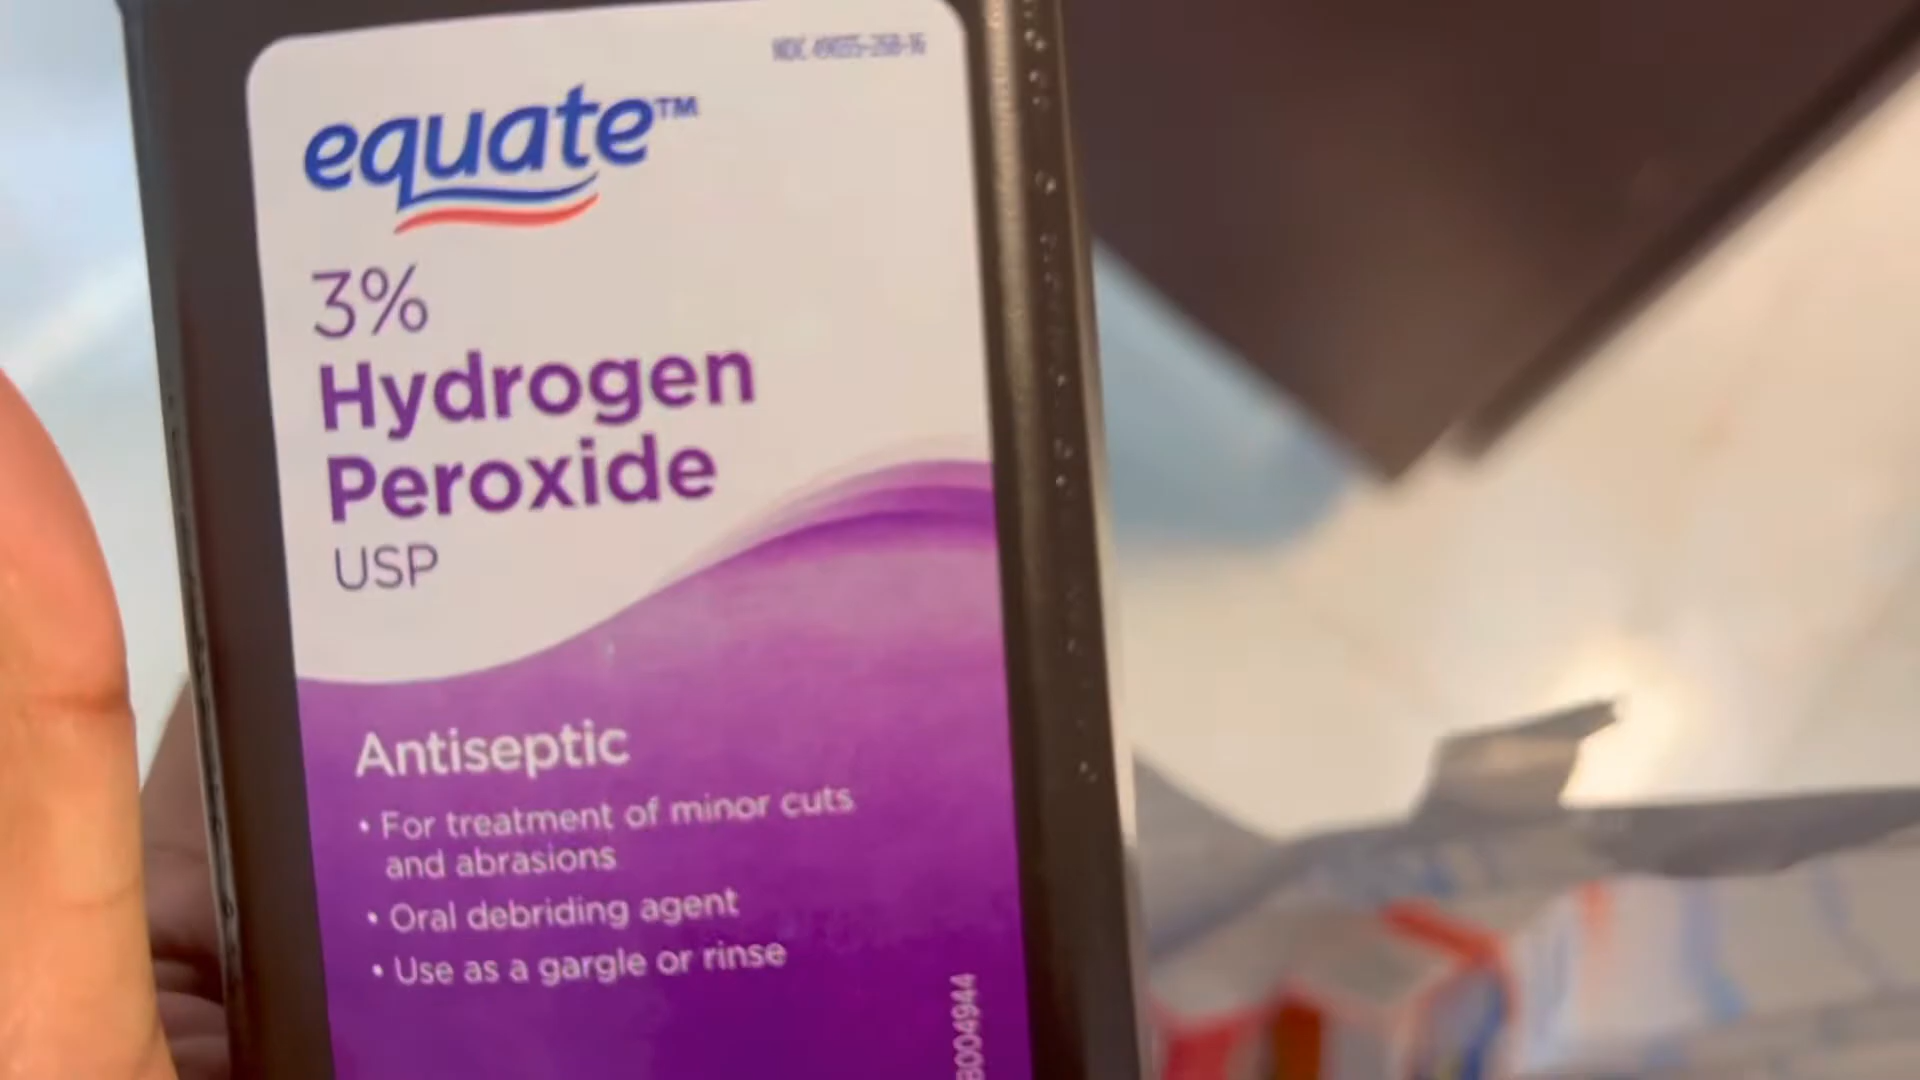 equate™
3%
Hydrogen
Peroxide
USP
Antiseptic
• For treatment of minor cuts
and abrasions
• Oral debriding agent
• Use as a gargle or rinse
B004944